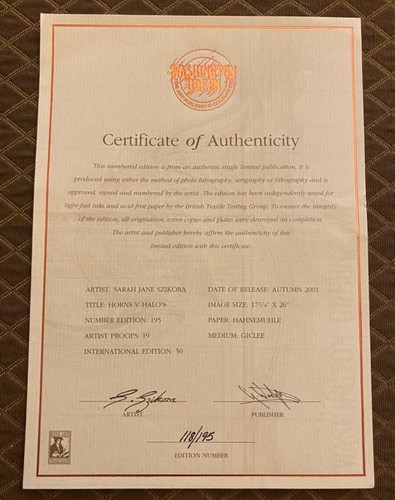 WASHINGTON
GREEN
Certificate of Authenticity
This numbered edition is from an authentic single limited publication, it is
produced using either the method of photo lithography, serigraphy or lithography and is
approved, signed and numbered by the artist. The edition has been independently tested for
light-fast inks and acid-free paper by the British Textile Testing Group. To ensure the integrity
of the edition, all origination, extra copies and plates were destroyed on completion.
The artist and publisher hereby affirm the authenticity of this
limited edition with this certificate.
ARTIST: SARAH JANE SZIKORA
DATE OF RELEASE: AUTUMN 2001
TITLE: HORNS V HALO'S
IMAGE SIZE: 17¾" X 26"
NUMBER EDITION: 195
PAPER: HAHNEMUHLE
ARTIST PROOFS: 19
MEDIUM: GICLEE
INTERNATIONAL EDITION: 50
S. Szikora
ARTIST
PUBLISHER
118/195
EDITION NUMBER